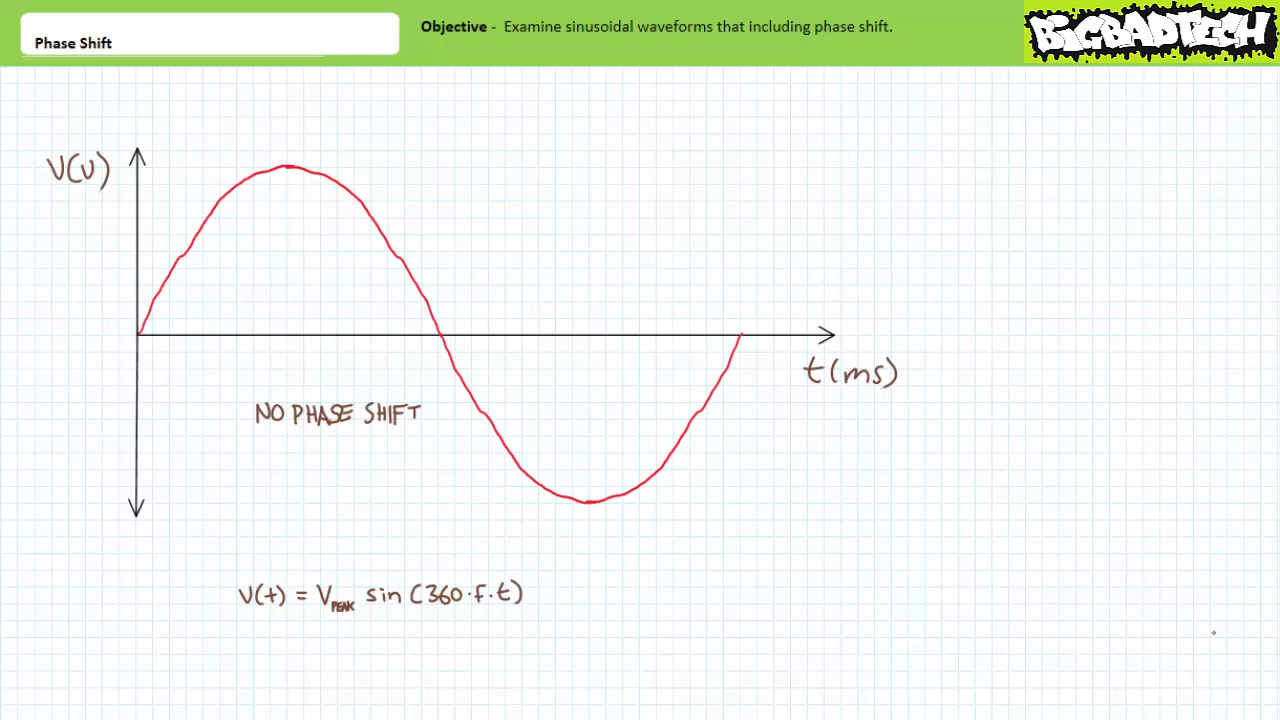 Phase Shift
Objective - Examine sinusoidal waveforms that including phase shift.
BIGBADTECH
V(V)
t(ms)
NO PHASE SHIFT
V(t) = VPEAK sin (360·f·t)